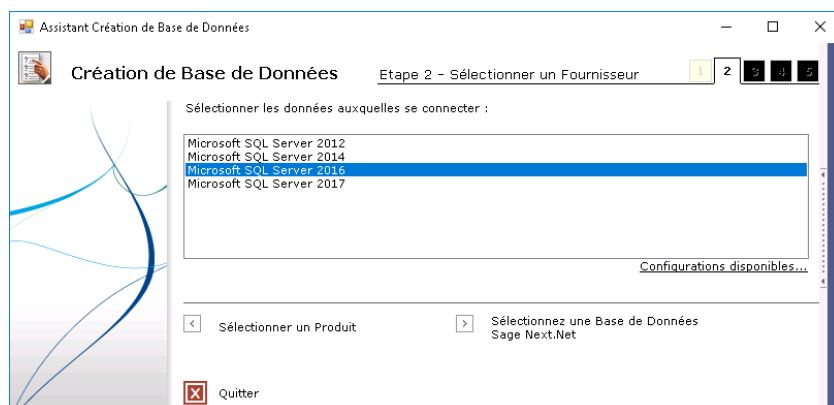 Assistant Création de Base de Données
Création de Base de Données
Etape 2 - Sélectionner un Fournisseur
1 2 3 4 5
Sélectionner les données auxquelles se connecter :
Microsoft SQL Server 2012
Microsoft SQL Server 2014
Microsoft SQL Server 2016
Microsoft SQL Server 2017
Configurations disponibles...
Sélectionner un Produit
Sélectionnez une Base de Données
Sage Next.Net
Quitter